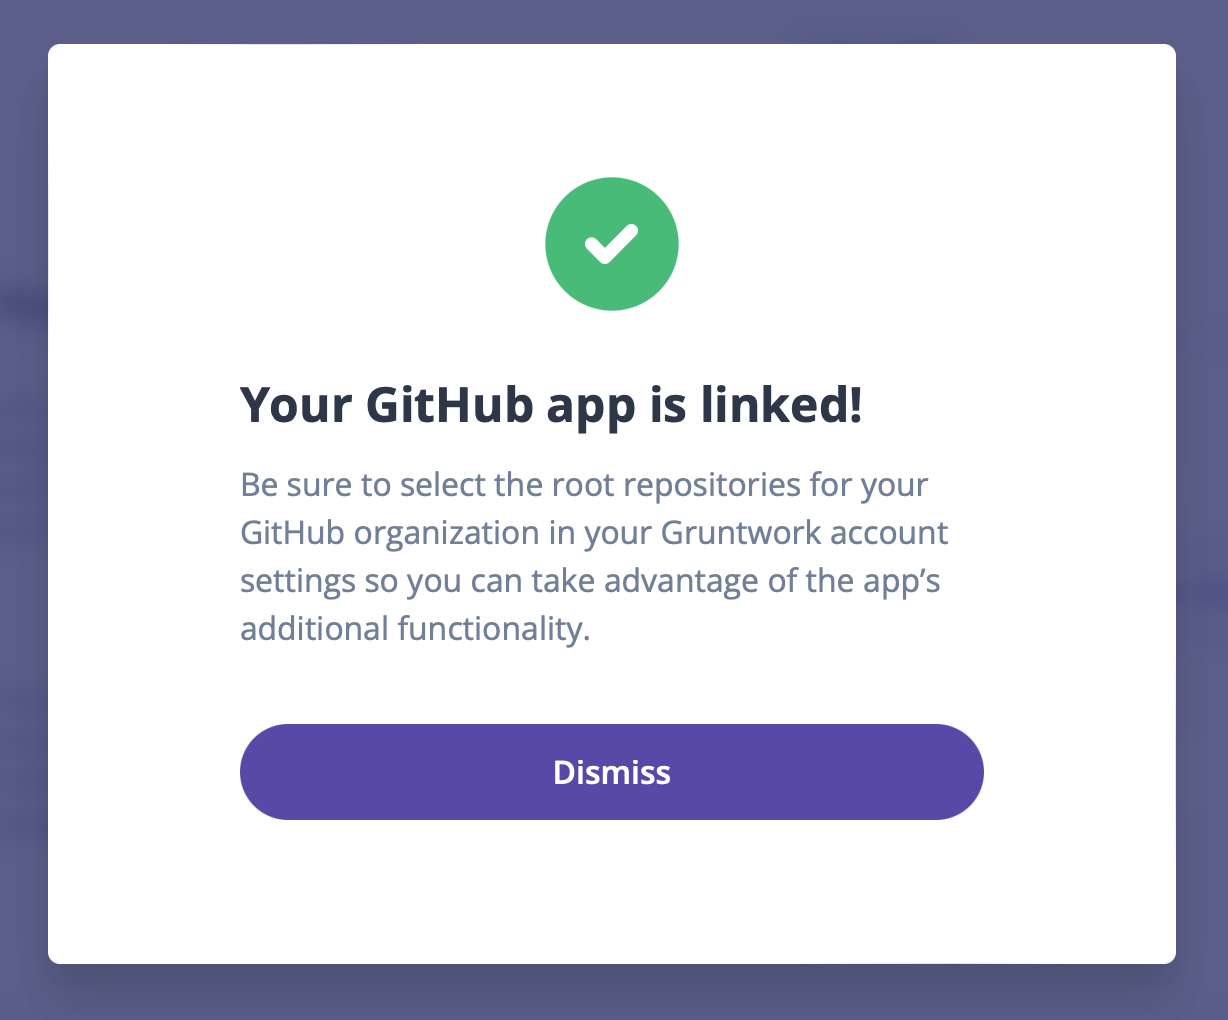 Your GitHub app is linked!
Be sure to select the root repositories for your
GitHub organization in your Gruntwork account
settings so you can take advantage of the app’s
additional functionality.
Dismiss